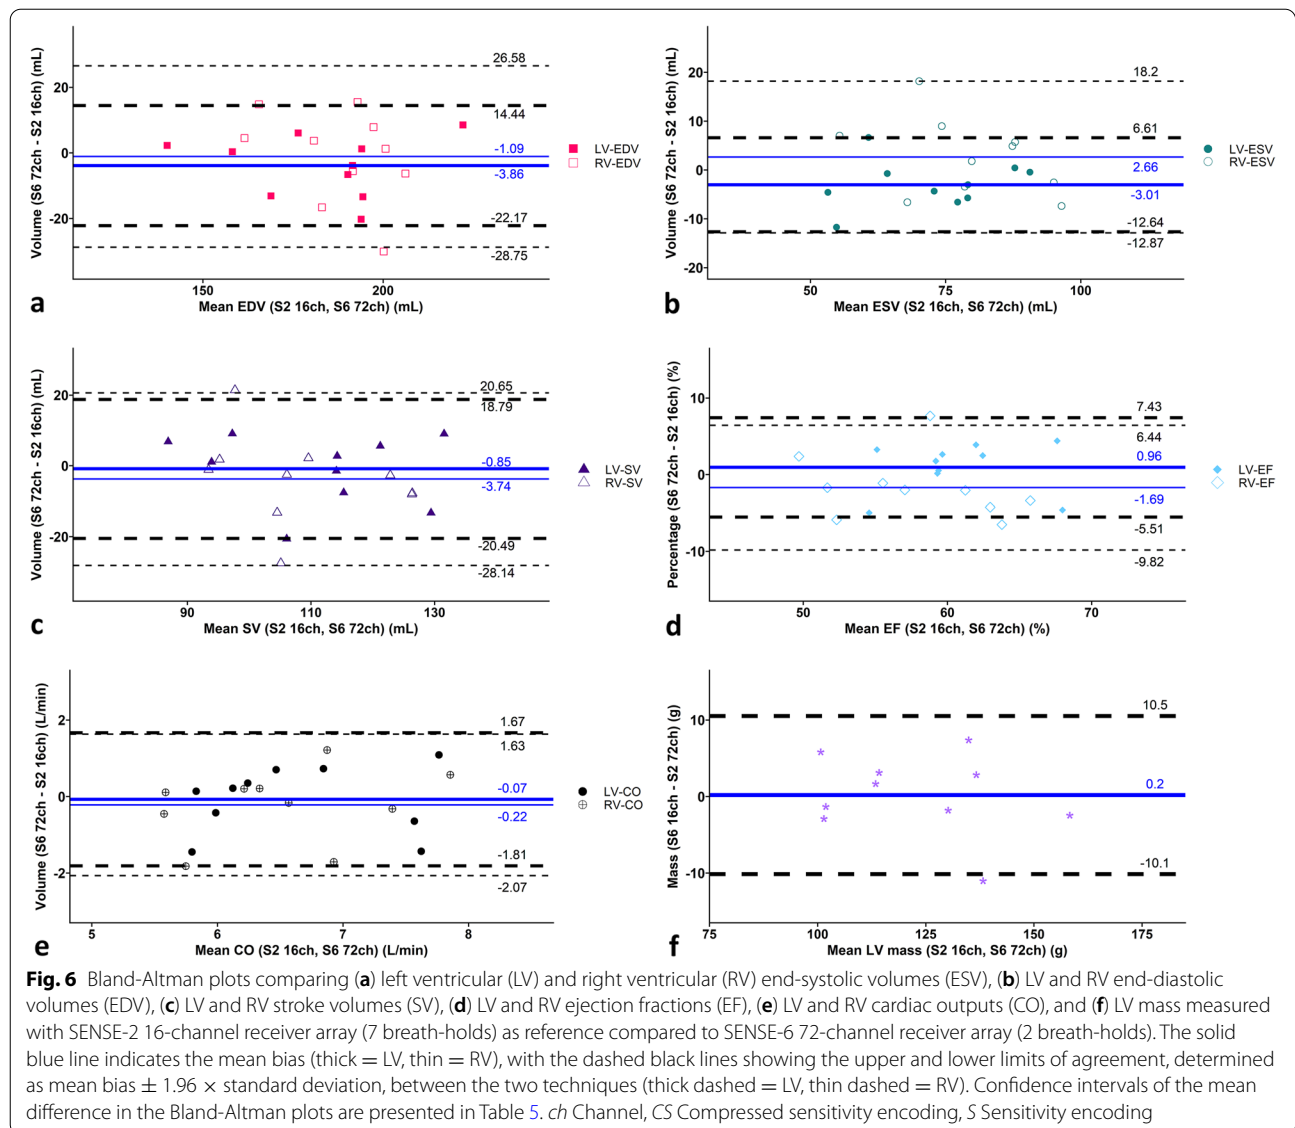 26.58
14.44
-1.09
-3.86
-22.17
-28.75
20
0
-20
Volume (S6 72ch - S2 16ch) (mL)
150 200
Mean EDV (S2 16ch, S6 72ch) (mL)
LV-EDV
RV-EDV
a
18.2
6.61
2.66
-3.01
-12.64
-12.87
20
10
0
-10
-20
Volume (S6 72ch - S2 16ch) (mL)
50 75 100
Mean ESV (S2 16ch, S6 72ch) (mL)
LV-ESV
RV-ESV
b
20.65
18.79
-0.85
-3.74
-20.49
-28.14
20
0
-20
Volume (S6 72ch - S2 16ch) (mL)
90 110 130
Mean SV (S2 16ch, S6 72ch) (mL)
LV-SV
RV-SV
c
7.43
6.44
0.96
-1.69
-5.51
-9.82
10
0
-10
Percentage (S6 72ch - S2 16ch) (%)
50 60 70
Mean EF (S2 16ch, S6 72ch) (%)
LV-EF
RV-EF
d
1.67
1.63
-0.07
-0.22
-1.81
-2.07
2
0
-2
Volume (S6 72ch - S2 16ch) (L/min)
5 6 7 8
Mean CO (S2 16ch, S6 72ch) (L/min)
LV-CO
RV-CO
e
10.5
0.2
-10.1
10
0
-10
Mass (S6 16ch - S2 72ch) (g)
75 100 125 150 175
Mean LV mass (S2 16ch, S6 72ch) (g)
f
Fig. 6 Bland-Altman plots comparing (a) left ventricular (LV) and right ventricular (RV) end-systolic volumes (ESV), (b) LV and RV end-diastolic
volumes (EDV), (c) LV and RV stroke volumes (SV), (d) LV and RV ejection fractions (EF), (e) LV and RV cardiac outputs (CO), and (f) LV mass measured
with SENSE-2 16-channel receiver array (7 breath-holds) as reference compared to SENSE-6 72-channel receiver array (2 breath-holds). The solid
blue line indicates the mean bias (thick = LV, thin = RV), with the dashed black lines showing the upper and lower limits of agreement, determined
as mean bias ± 1.96 × standard deviation, between the two techniques (thick dashed = LV, thin dashed = RV). Confidence intervals of the mean
difference in the Bland-Altman plots are presented in Table 5. ch Channel, CS Compressed sensitivity encoding, S Sensitivity encoding